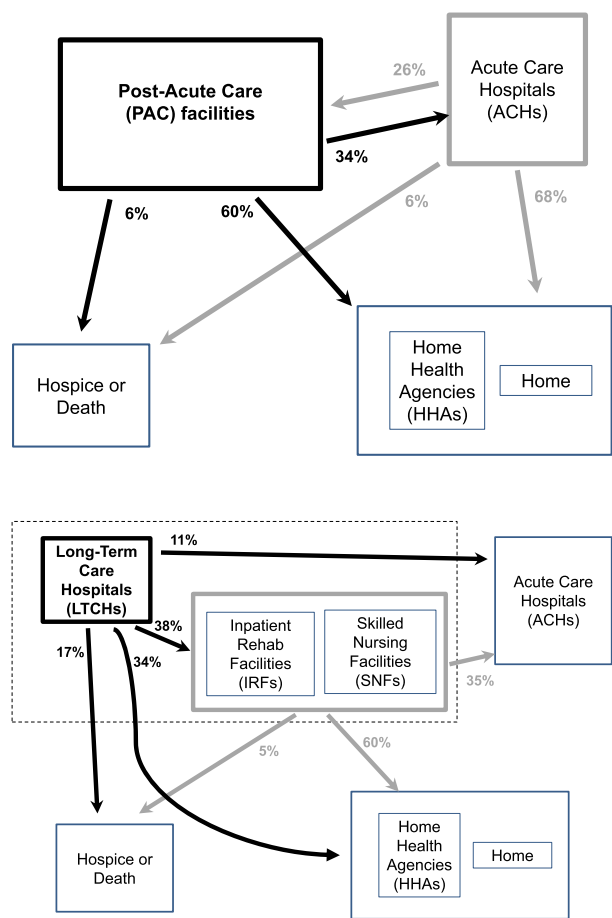 Post-Acute Care
(PAC) facilities
26%
Acute Care
Hospitals
(ACHs)
34%
6%
60%
6%
68%
Hospice or
Death
Home
Health
Agencies
(HHAs)
Home
Long-Term
Care
Hospitals
(LTCHs)
11%
Acute Care
Hospitals
(ACHs)
38%
17%
34%
Inpatient
Rehab
Facilities
(IRFs)
Skilled
Nursing
Facilities
(SNFs)
35%
5%
60%
Hospice or
Death
Home
Health
Agencies
(HHAs)
Home